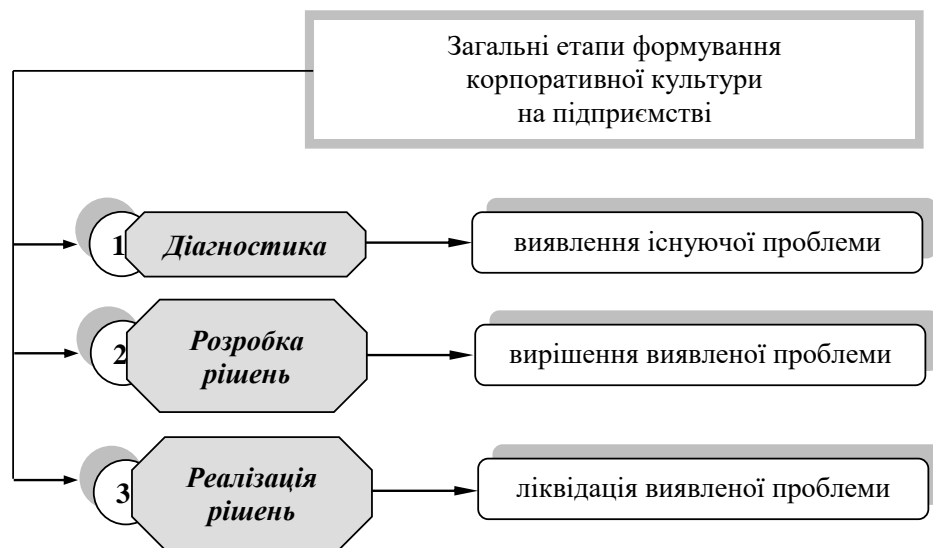 Загальні етапи формування
корпоративної культури
на підприємстві
1 Діагностика
виявлення існуючої проблеми
2 Розробка
рішень
вирішення виявленої проблеми
3 Реалізація
рішень
ліквідація виявленої проблеми